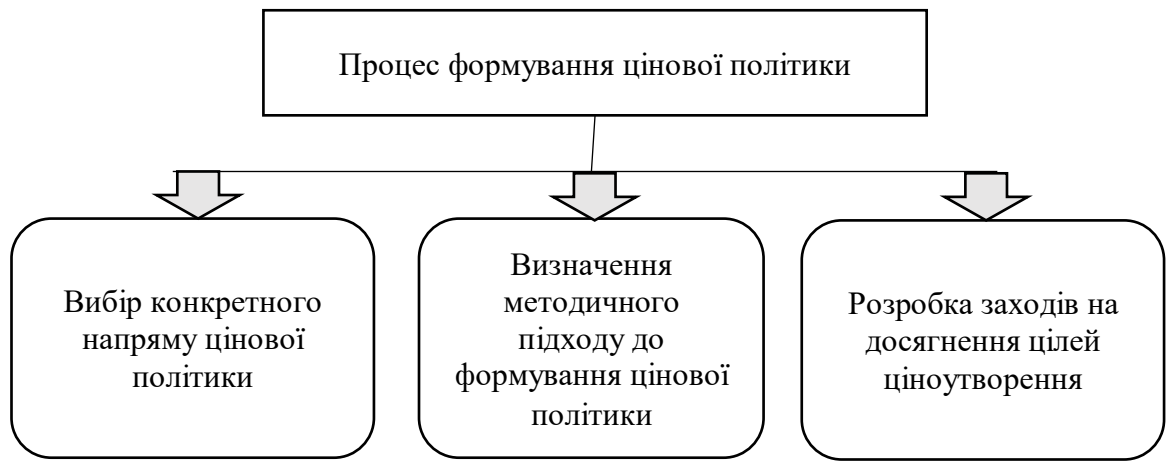 Процес формування цінової політики
Вибір конкретного
напряму цінової
політики
Визначення
методичного
підходу до
формування цінової
політики
Розробка заходів на
досягнення цілей
ціноутворення